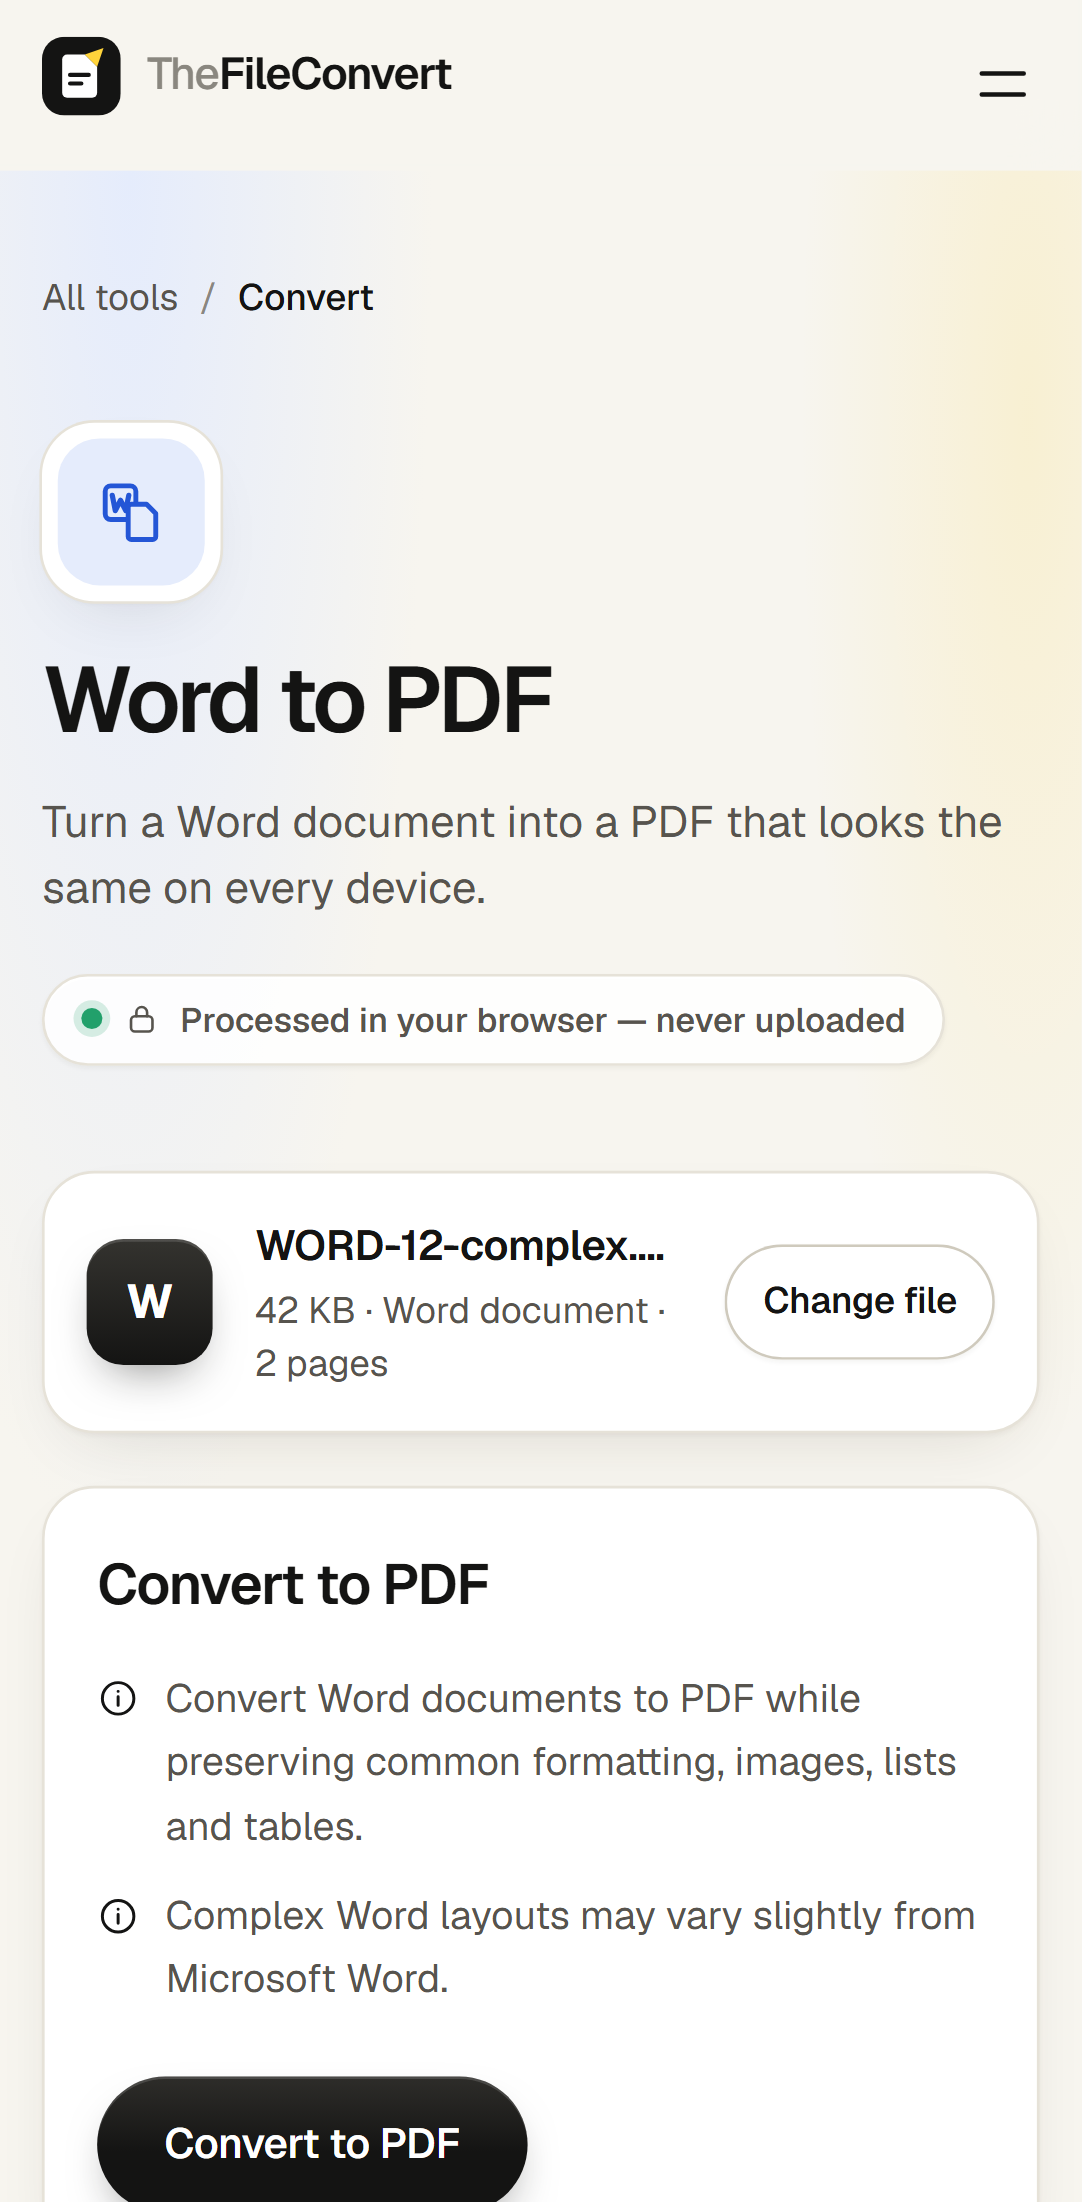 TheFileConvert
All tools / Convert
W
Word to PDF
Turn a Word document into a PDF that looks the
same on every device.
Processed in your browser — never uploaded
W
WORD-12-complex....
42 KB · Word document ·
2 pages
Change file
Convert to PDF
Convert Word documents to PDF while
preserving common formatting, images, lists
and tables.
Complex Word layouts may vary slightly from
Microsoft Word.
Convert to PDF